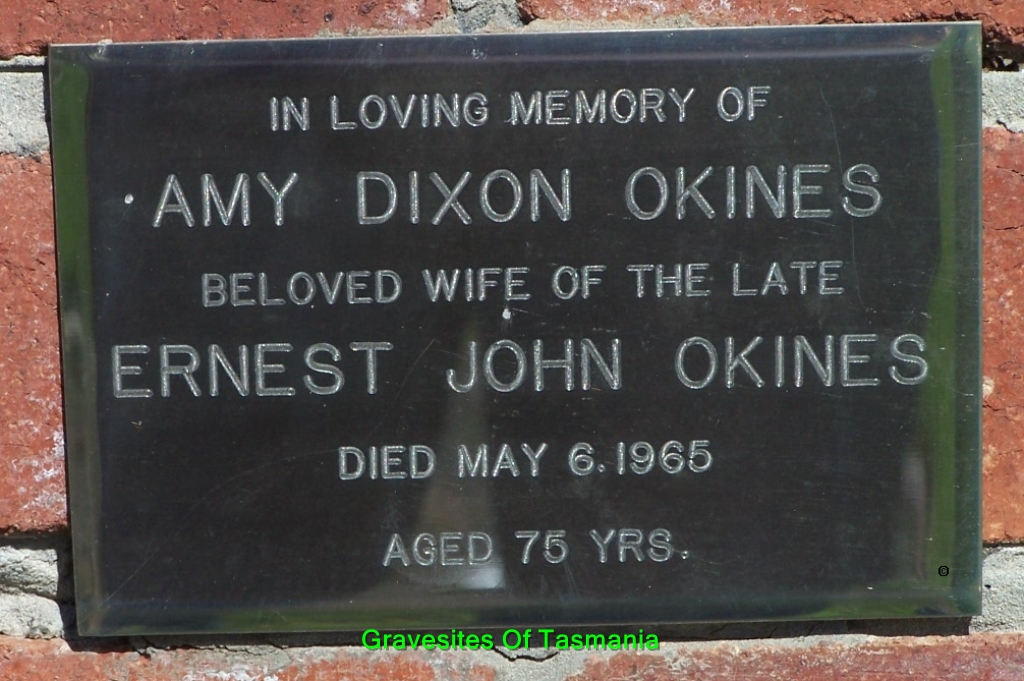 IN LOVING MEMORY OF
AMY DIXON OKINES
BELOVED WIFE OF THE LATE
ERNEST JOHN OKINES
DIED MAY 6.1965
AGED 75 YRS.
©
Gravesites Of Tasmania